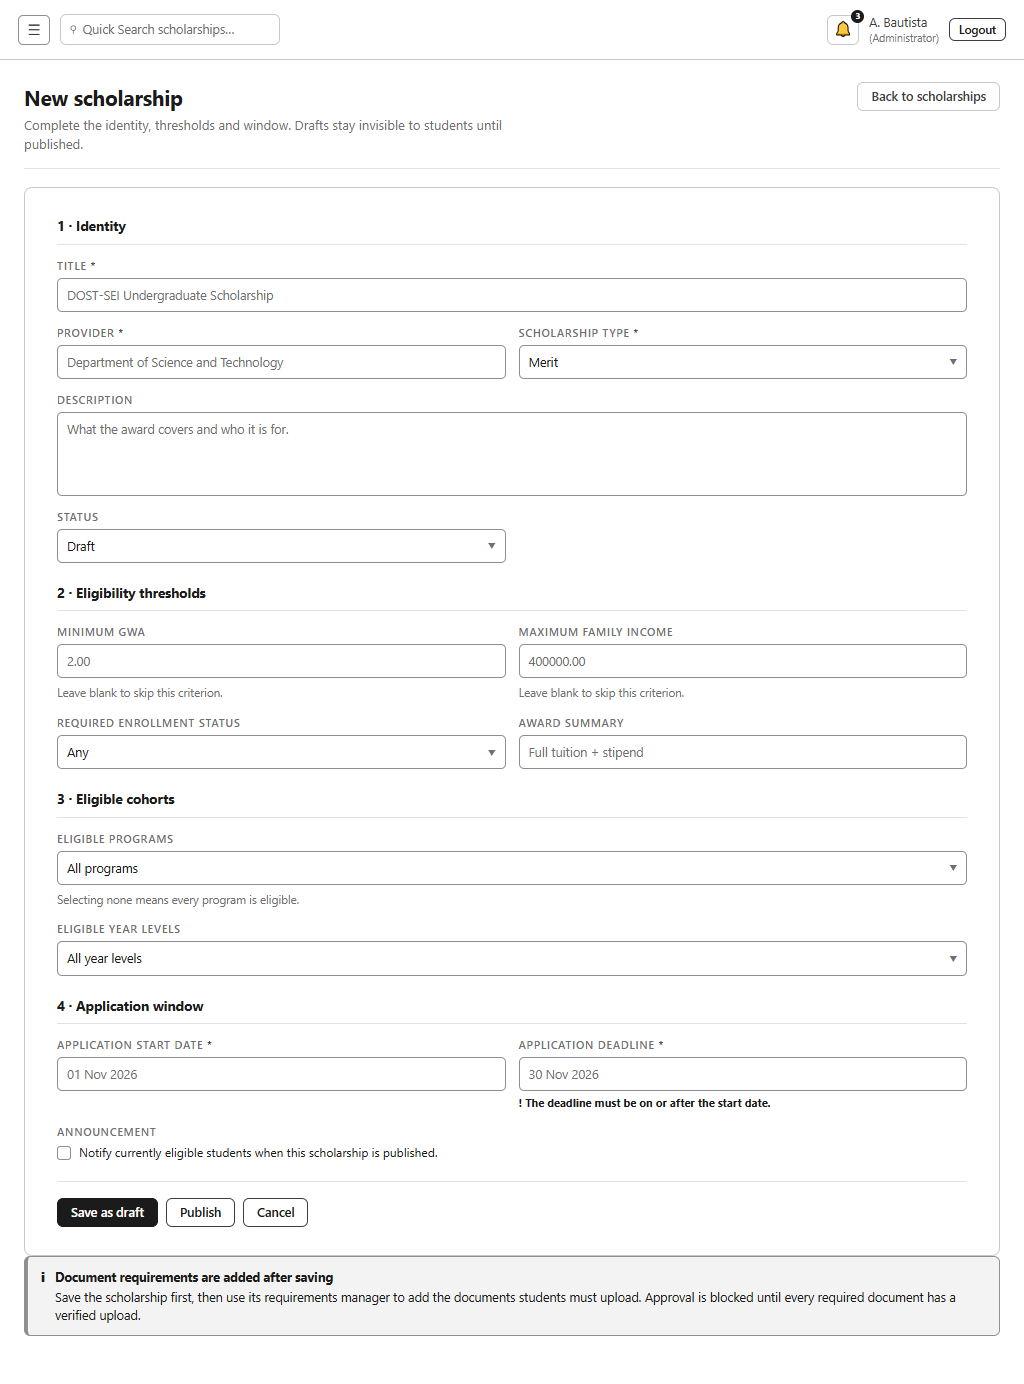 ☰
Quick Search scholarships...
3
A. Bautista
(Administrator)
Logout
New scholarship
Back to scholarships
Complete the identity, thresholds and window. Drafts stay invisible to students until
published.
1 · Identity
TITLE *
DOST-SEI Undergraduate Scholarship
PROVIDER *
SCHOLARSHIP TYPE *
Department of Science and Technology
Merit
DESCRIPTION
What the award covers and who it is for.
STATUS
Draft
2 · Eligibility thresholds
MINIMUM GWA
MAXIMUM FAMILY INCOME
2.00
400000.00
Leave blank to skip this criterion.
Leave blank to skip this criterion.
REQUIRED ENROLLMENT STATUS
AWARD SUMMARY
Any
Full tuition + stipend
3 · Eligible cohorts
ELIGIBLE PROGRAMS
All programs
Selecting none means every program is eligible.
ELIGIBLE YEAR LEVELS
All year levels
4 · Application window
APPLICATION START DATE *
APPLICATION DEADLINE *
01 Nov 2026
30 Nov 2026
! The deadline must be on or after the start date.
ANNOUNCEMENT
Notify currently eligible students when this scholarship is published.
Save as draft
Publish
Cancel
i Document requirements are added after saving
Save the scholarship first, then use its requirements manager to add the documents students must upload. Approval is blocked until every required document has a
verified upload.